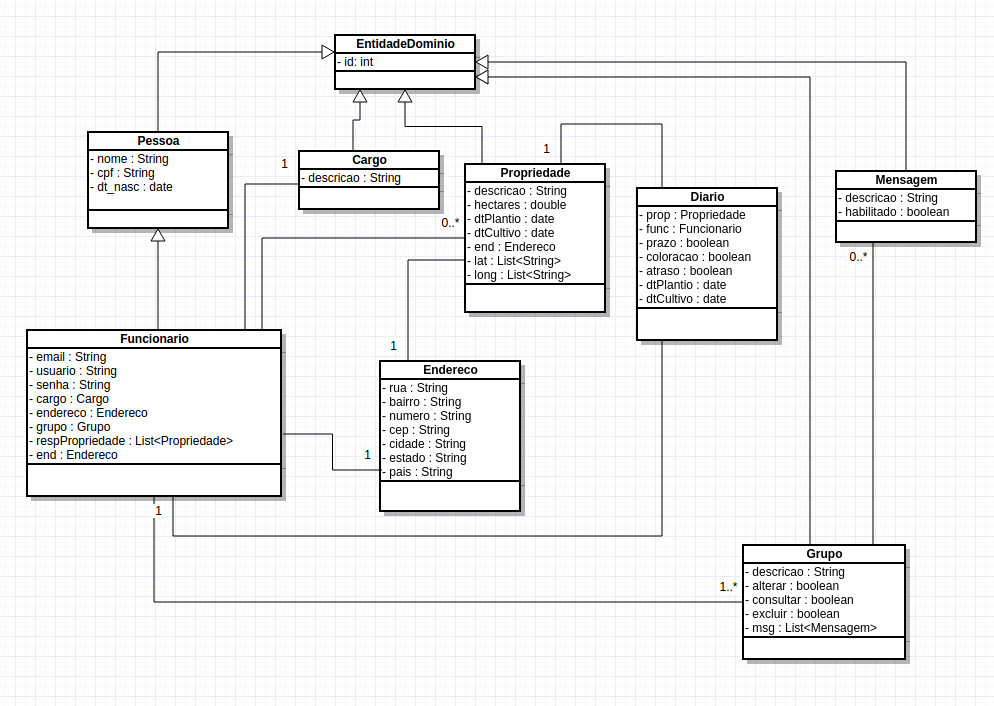 EntidadeDominio
- id: int
Pessoa
- nome : String
- cpf : String
- dt_nasc : date
1
Cargo
- descricao : String
1
Propriedade
- descricao : String
- hectares : double
- dtPlantio : date
- dtCultivo : date
- end : Endereco
- lat : List<String>
- long : List<String>
0..*
Diario
- prop : Propriedade
- func : Funcionario
- prazo : boolean
- coloracao : boolean
- atraso : boolean
- dtPlantio : date
- dtCultivo : date
Mensagem
- descricao : String
- habilitado : boolean
0..*
Funcionario
- email : String
- usuario : String
- senha : String
- cargo : Cargo
- endereco : Endereco
- grupo : Grupo
- respPropriedade : List<Propriedade>
- end : Endereco
1
1
Endereco
- rua : String
- bairro : String
- numero : String
- cep : String
- cidade : String
- estado : String
- pais : String
1
1..*
Grupo
- descricao : String
- alterar : boolean
- consultar : boolean
- excluir : boolean
- msg : List<Mensagem>